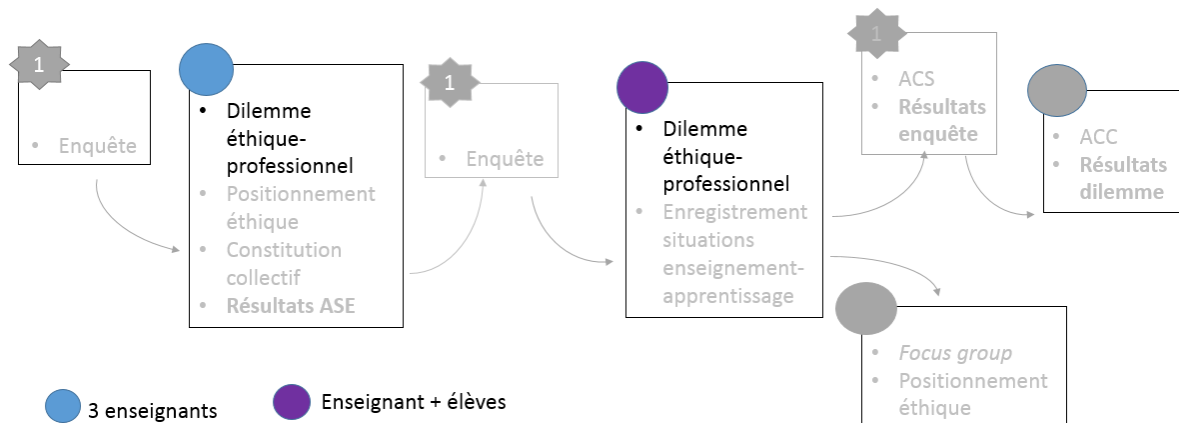 1
• Enquête
• Dilemme
éthique-
professionnel
• Positionnement
éthique
• Constitution
collectif
• Résultats ASE
1
• Enquête
• Dilemme
éthique-
professionnel
• Enregistrement
situations
enseignement-
apprentissage
1
• ACS
• Résultats
enquête
• ACC
• Résultats
dilemme
• Focus group
• Positionnement
éthique
3 enseignants
Enseignant + élèves